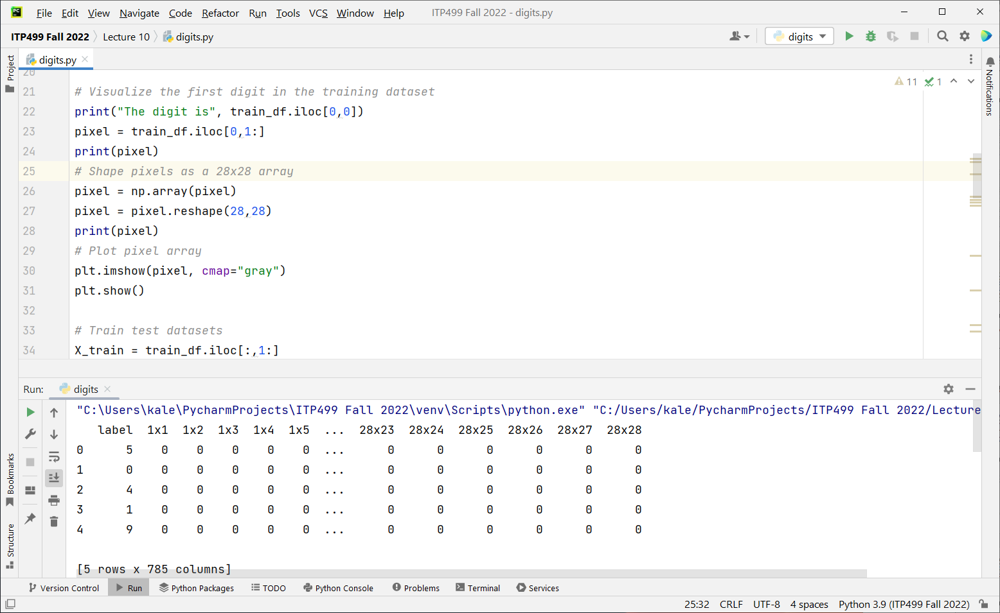 File Edit View Navigate Code Refactor Run Tools VCS Window Help ITP499 Fall 2022 - digits.py
ITP499 Fall 2022 Lecture 10 digits.py digits
Project
digits.py
Notifications
20
11 1
21 # Visualize the first digit in the training dataset
22 print("The digit is", train_df.iloc[0,0])
23 pixel = train_df.iloc[0,1:]
24 print(pixel)
25 # Shape pixels as a 28x28 array
26 pixel = np.array(pixel)
27 pixel = pixel.reshape(28,28)
28 print(pixel)
29 # Plot pixel array
30 plt.imshow(pixel, cmap="gray")
31 plt.show()
32
33 # Train test datasets
34 X_train = train_df.iloc[:,1:]
Run: digits
"C:\Users\kale\PycharmProjects\ITP499 Fall 2022\venv\Scripts\python.exe" "C:/Users/kale/PycharmProjects/ITP499 Fall 2022/Lecture
label 1x1 1x2 1x3 1x4 1x5 ... 28x23 28x24 28x25 28x26 28x27 28x28
0 5 0 0 0 0 0 ... 0 0 0 0 0 0
1 0 0 0 0 0 0 ... 0 0 0 0 0 0
2 4 0 0 0 0 0 ... 0 0 0 0 0 0
3 1 0 0 0 0 0 ... 0 0 0 0 0 0
4 9 0 0 0 0 0 ... 0 0 0 0 0 0
[5 rows x 785 columns]
Bookmarks
Structure
Version Control Run Python Packages TODO Python Console Problems Terminal Services
25:32 CRLF UTF-8 4 spaces Python 3.9 (ITP499 Fall 2022)